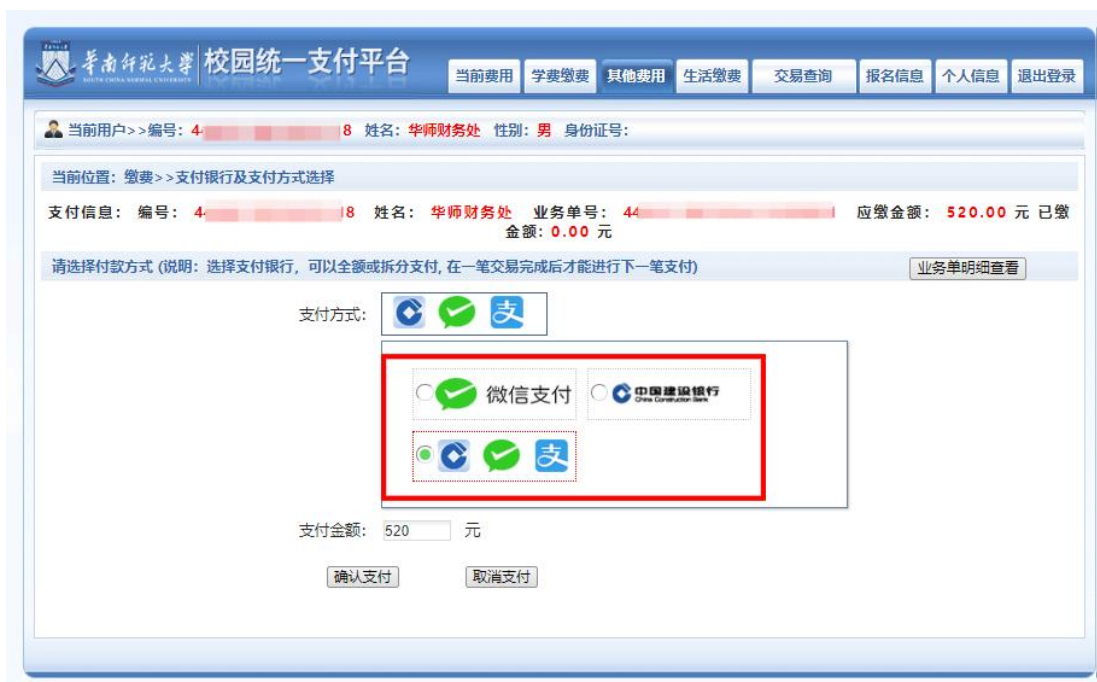 华南师范大学 校园统一支付平台
SOUTH CHINA NORMAL UNIVERSITY
当前费用 学费缴费 其他费用 生活缴费 交易查询 报名信息 个人信息 退出登录
当前用户>>编号: 4 8 姓名: 华师财务处 性别: 男 身份证号:
当前位置: 缴费>>支付银行及支付方式选择
支付信息: 编号: 4 8 姓名: 华师财务处 业务单号: 44 应缴金额: 520.00 元 已缴
金额: 0.00 元
请选择付款方式 (说明: 选择支付银行, 可以全额或拆分支付, 在一笔交易完成后才能进行下一笔支付) 业务单明细查看
支付方式: 支
微信支付 中国建设银行
China Construction Bank
支
支付金额: 520 元
确认支付 取消支付